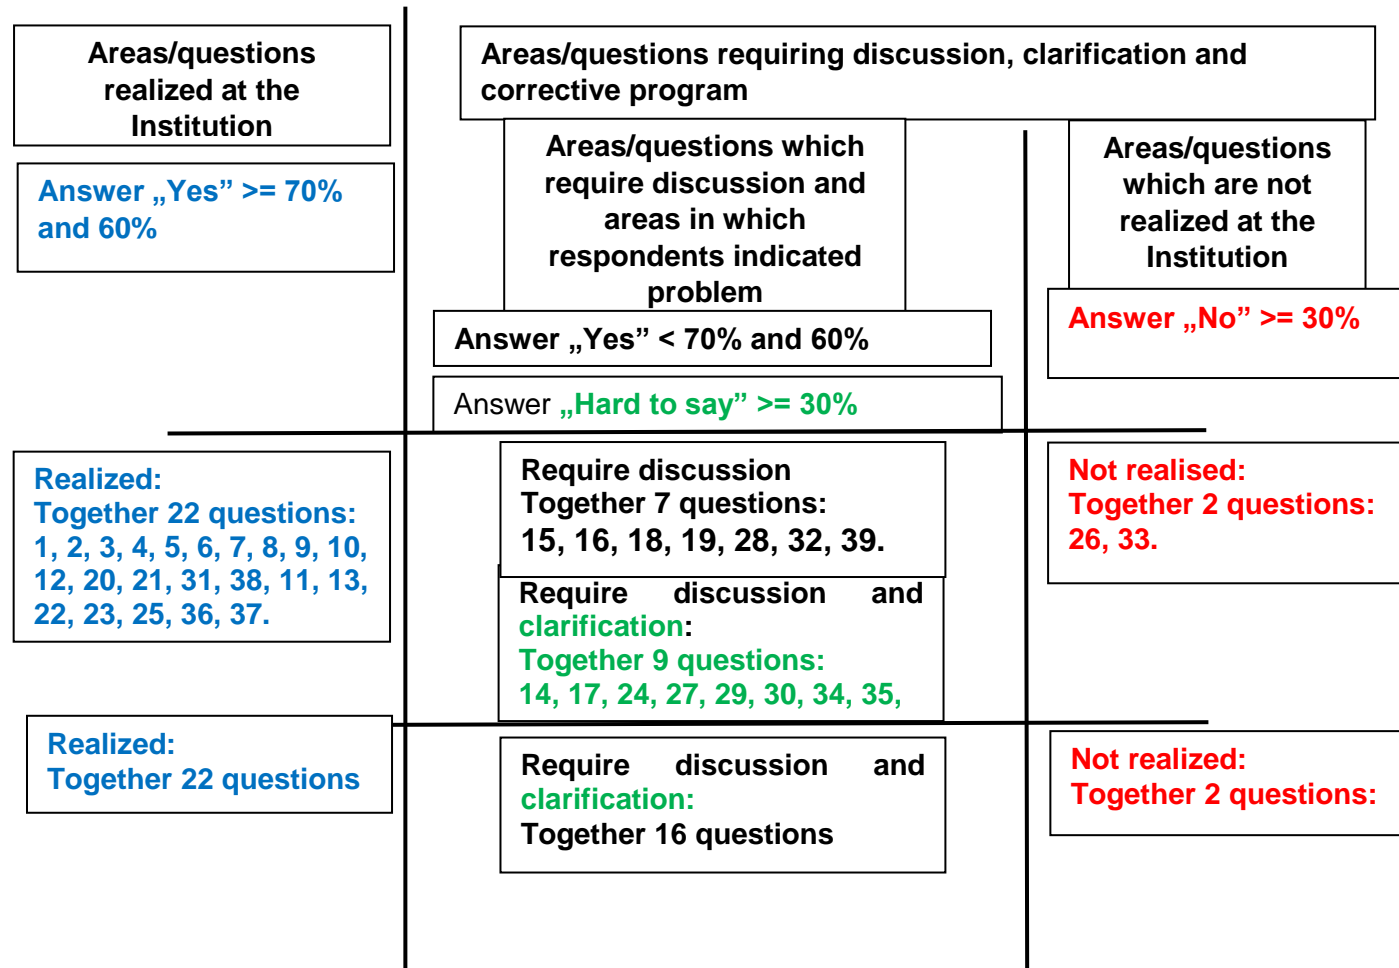 Areas/questions
realized at the
Institution
Answer „Yes” >= 70%
and 60%
Areas/questions requiring discussion, clarification and
corrective program
Areas/questions which
require discussion and
areas in which
respondents indicated
problem
Answer „Yes” < 70% and 60%
Answer „Hard to say” >= 30%
Areas/questions
which are not
realized at the
Institution
Answer „No” >= 30%
Realized:
Together 22 questions:
1, 2, 3, 4, 5, 6, 7, 8, 9, 10,
12, 20, 21, 31, 38, 11, 13,
22, 23, 25, 36, 37.
Require discussion
Together 7 questions:
15, 16, 18, 19, 28, 32, 39.
Require discussion and
clarification:
Together 9 questions:
14, 17, 24, 27, 29, 30, 34, 35,
Not realised:
Together 2 questions:
26, 33.
Realized:
Together 22 questions
Require discussion and
clarification:
Together 16 questions
Not realized:
Together 2 questions: